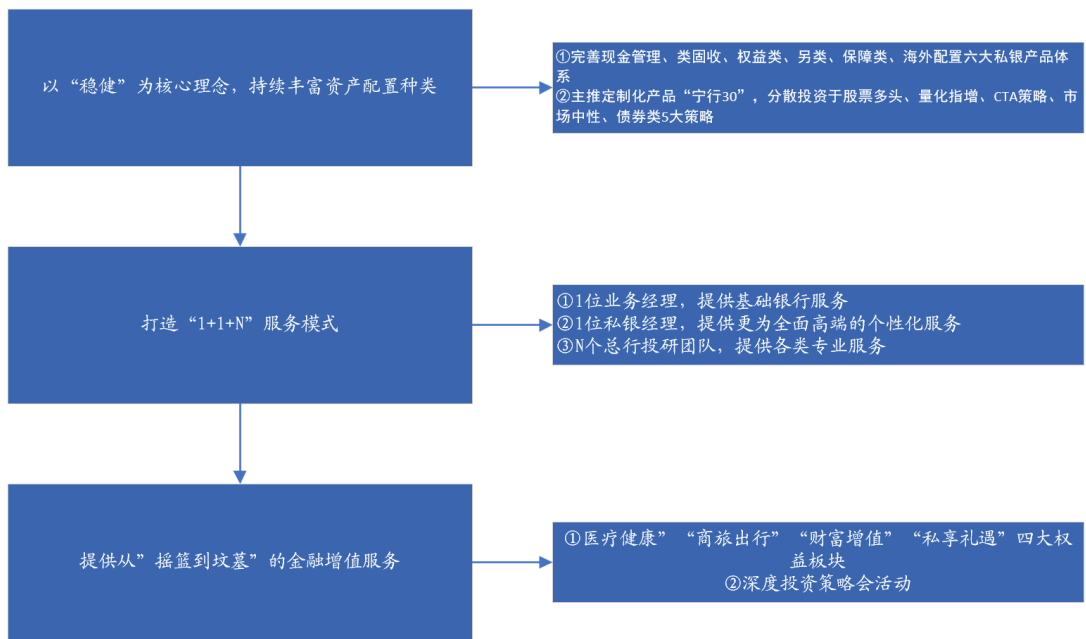 以“稳健”为核心理念，持续丰富资产配置种类
①完善现金管理、类固收、权益类、另类、保障类、海外配置六大私银产品体
系
②主推定制化产品“宁行30”，分散投资于股票多头、量化指增、CTA策略、市
场中性、债券类5大策略
打造“1+1+N”服务模式
①1位业务经理，提供基础银行服务
②1位私银经理，提供更为全面高端的个性化服务
③N个总行投研团队，提供各类专业服务
提供从”摇篮到坟墓”的金融增值服务
①医疗健康”“商旅出行”“财富增值”“私享礼遇”四大权
益板块
②深度投资策略会活动